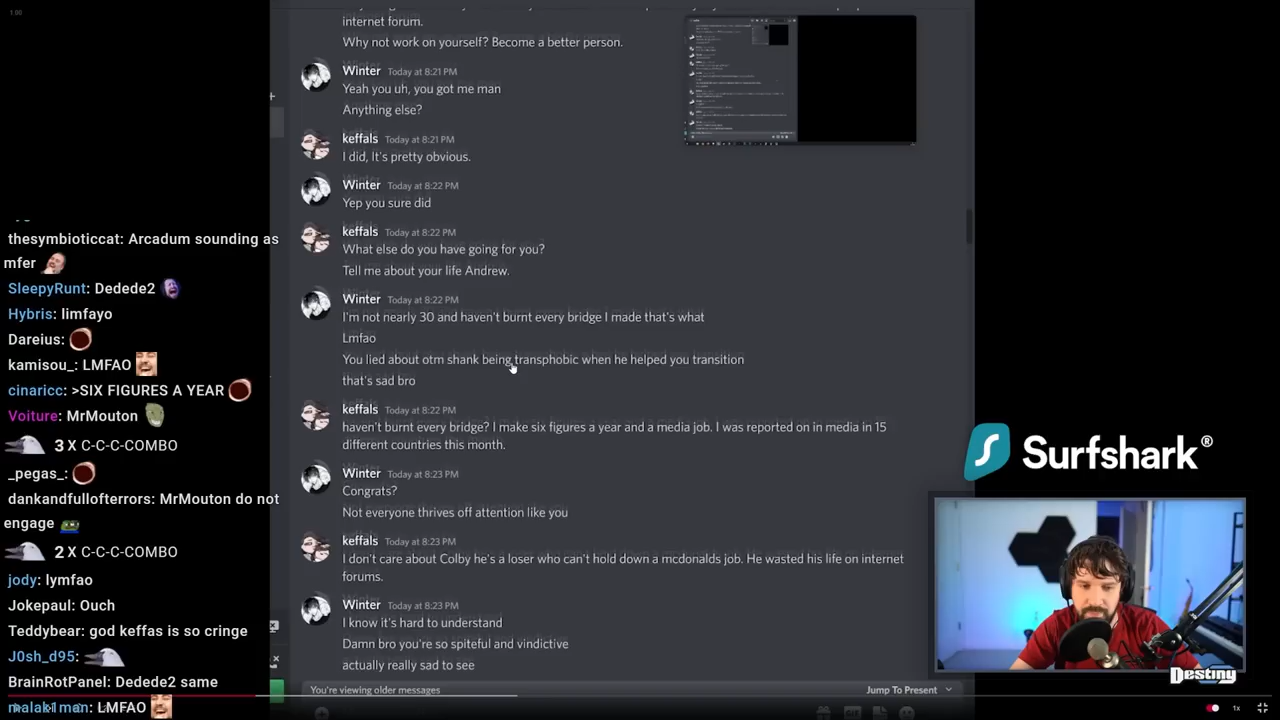 1:00
internet forum.
Why not work on yourself? Become a better person.
Winter Today at 8:21 PM
Yeah you uh, you got me man
Anything else?
keffals Today at 8:21 PM
I did, It's pretty obvious.
Winter Today at 8:22 PM
Yep you sure did
keffals Today at 8:22 PM
What else do you have going for you?
Tell me about your life Andrew.
Winter Today at 8:22 PM
I'm not nearly 30 and haven't burnt every bridge I made that's what
Lmfao
You lied about otm shank being transphobic when he helped you transition
that's sad bro
keffals Today at 8:22 PM
haven't burnt every bridge? I make six figures a year and a media job. I was reported on in media in 15
different countries this month.
Winter Today at 8:23 PM
Congrats?
Not everyone thrives off attention like you
keffals Today at 8:23 PM
I don't care about Colby he's a loser who can't hold down a mcdonalds job. He wasted his life on internet
forums.
Winter Today at 8:23 PM
I know it's hard to understand
Damn bro you're so spiteful and vindictive
actually really sad to see
You're viewing older messages
Jump To Present
thesymbioticcat: Arcadum sounding as
mfer
SleepyRunt: Dedede2
Hybris: limfayo
Dareius:
kamisou_: LMFAO
cinaricc: >SIX FIGURES A YEAR
Voiture: MrMouton
3 X C-C-C-COMBO
_pegas_:
dankandfullofterrors: MrMouton do not
engage
2 X C-C-C-COMBO
jody: lymfao
Jokepaul: Ouch
Teddybear: god keffas is so cringe
J0sh_d95:
BrainRotPanel: Dedede2 same
malak1man: LMFAO
Surfshark®
Destiny
GIF
1x